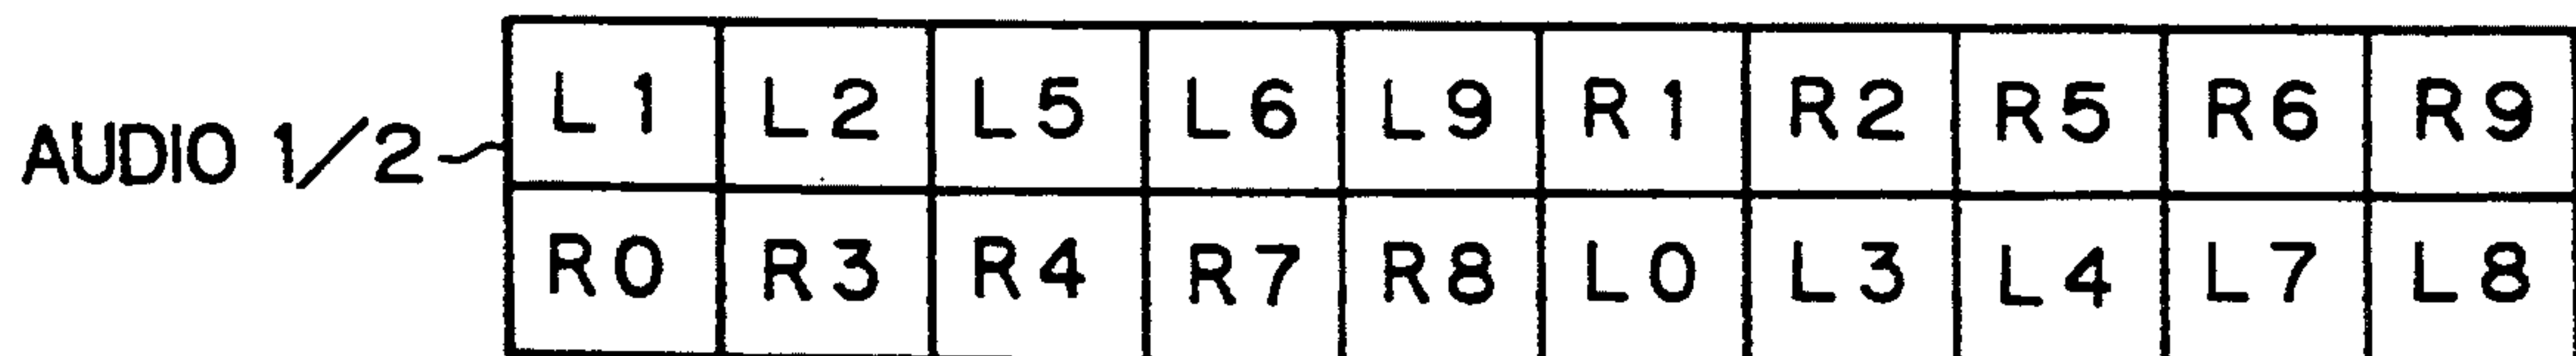 L1 L2 L5 L6 L9 R1 R2 R5 R6 R9
AUDIO 1/2
R0 R3 R4 R7 R8 L0 L3 L4 L7 L8